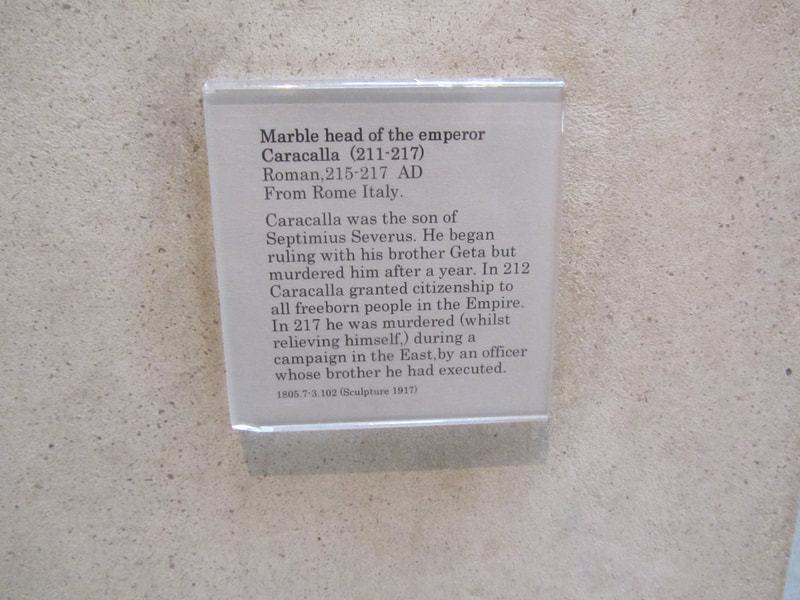 Marble head of the emperor
Caracalla (211-217)
Roman,215-217 AD
From Rome Italy.
Caracalla was the son of
Septimius Severus. He began
ruling with his brother Geta but
murdered him after a year. In 212
Caracalla granted citizenship to
all freeborn people in the Empire.
In 217 he was murdered (whilst
relieving himself,) during a
campaign in the East,by an officer
whose brother he had executed.
1805.7-3.102 (Sculpture 1917)